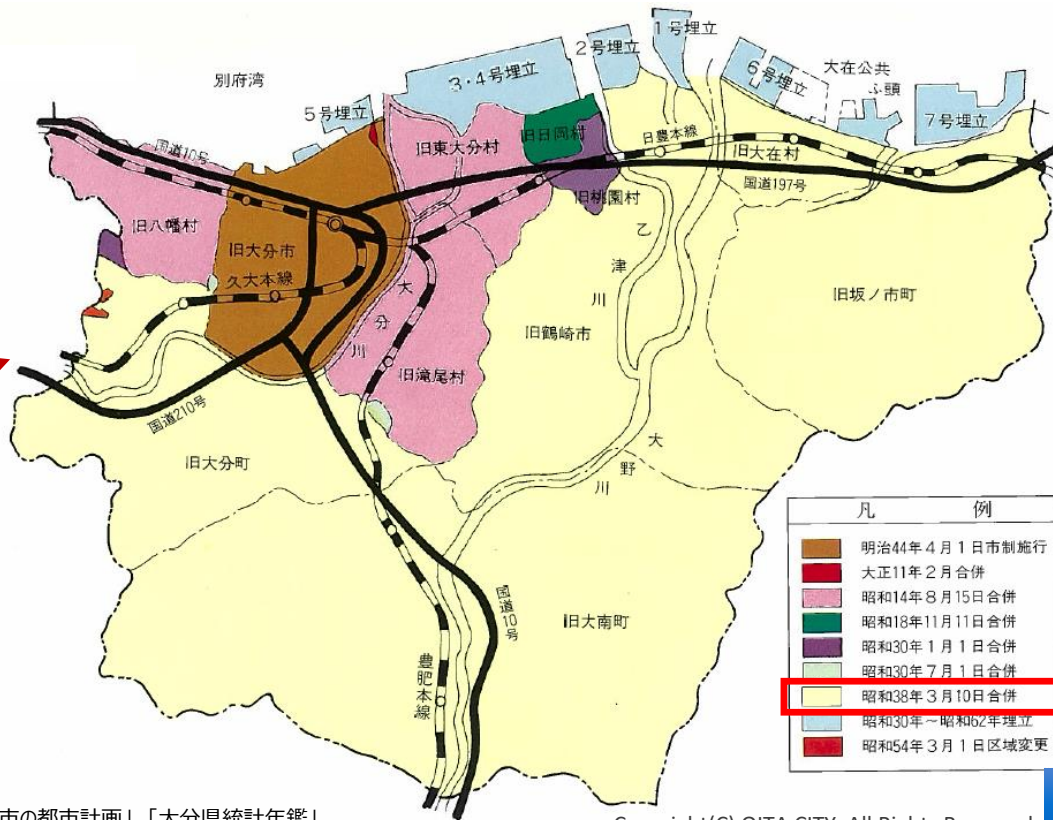 別府湾
5号埋立
3・4号埋立
2号埋立
1号埋立
6号埋立
大在公共
ふ頭
7号埋立
国道10号
旧八幡村
旧大分市
久大本線
旧東大分村
旧日岡村
旧桃園村
日豊本線
旧大在村
国道197号
乙津川
大分川
旧滝尾村
旧鶴崎市
旧坂ノ市町
国道210号
旧大分町
大野川
国道10号
旧大南町
豊肥本線
凡例
明治44年4月1日市制施行
大正11年2月合併
昭和14年8月15日合併
昭和18年11月11日合併
昭和30年1月1日合併
昭和30年7月1日合併
昭和38年3月10日合併
昭和30年～昭和62年埋立
昭和54年3月1日区域変更
市の都市計画」「大分県統計年鑑」